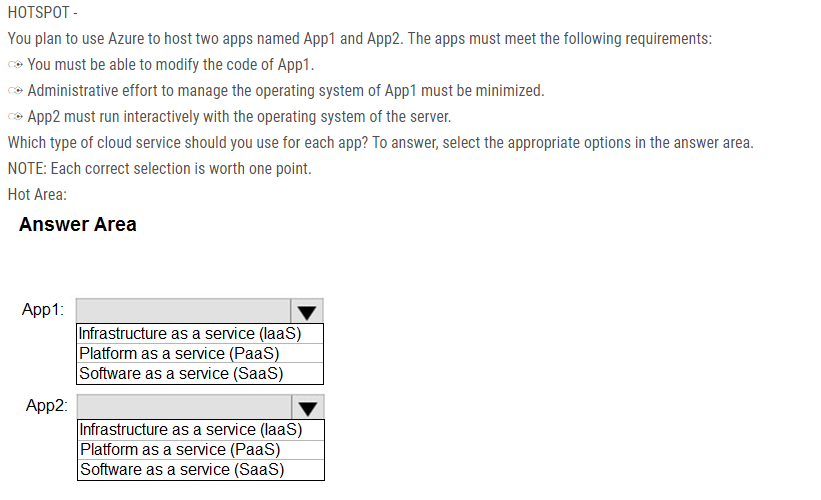 HOTSPOT -
You plan to use Azure to host two apps named App1 and App2. The apps must meet the following requirements:
You must be able to modify the code of App1.
Administrative effort to manage the operating system of App1 must be minimized.
App2 must run interactively with the operating system of the server.
Which type of cloud service should you use for each app? To answer, select the appropriate options in the answer area.
NOTE: Each correct selection is worth one point.
Hot Area:
Answer Area
App1:
Infrastructure as a service (IaaS)
Platform as a service (PaaS)
Software as a service (SaaS)
App2:
Infrastructure as a service (IaaS)
Platform as a service (PaaS)
Software as a service (SaaS)